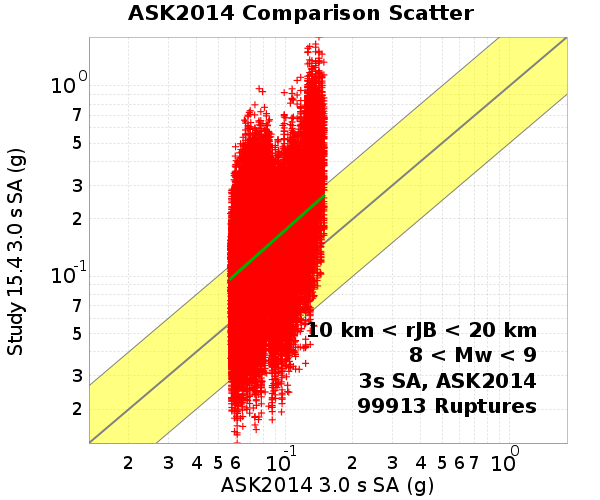 ASK2014 Comparison Scatter
Study 15.4 3.0 s SA (g)
10⁰
7
5
3
2
10⁻¹
7
5
3
2
10 km < rJB < 20 km
8 < Mw < 9
3s SA, ASK2014
99913 Ruptures
2 3 4 5 6 10⁻¹ 2 3 4 5 6 7 10⁰
ASK2014 3.0 s SA (g)